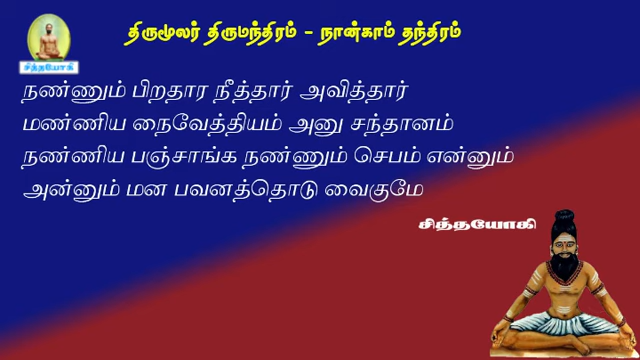 திருமூலர் திருமந்திரம் - நான்காம் தந்திரம்
சித்தயோகி
நண்ணும் பிறதார நீத்தார் அவித்தார்
மண்ணிய நைவேத்தியம் அனு சந்தானம்
நண்ணிய பஞ்சாங்க நண்ணும் செபம் என்னும்
அன்னும் மன பவனத்தொடு வைகுமே
சித்தயோகி